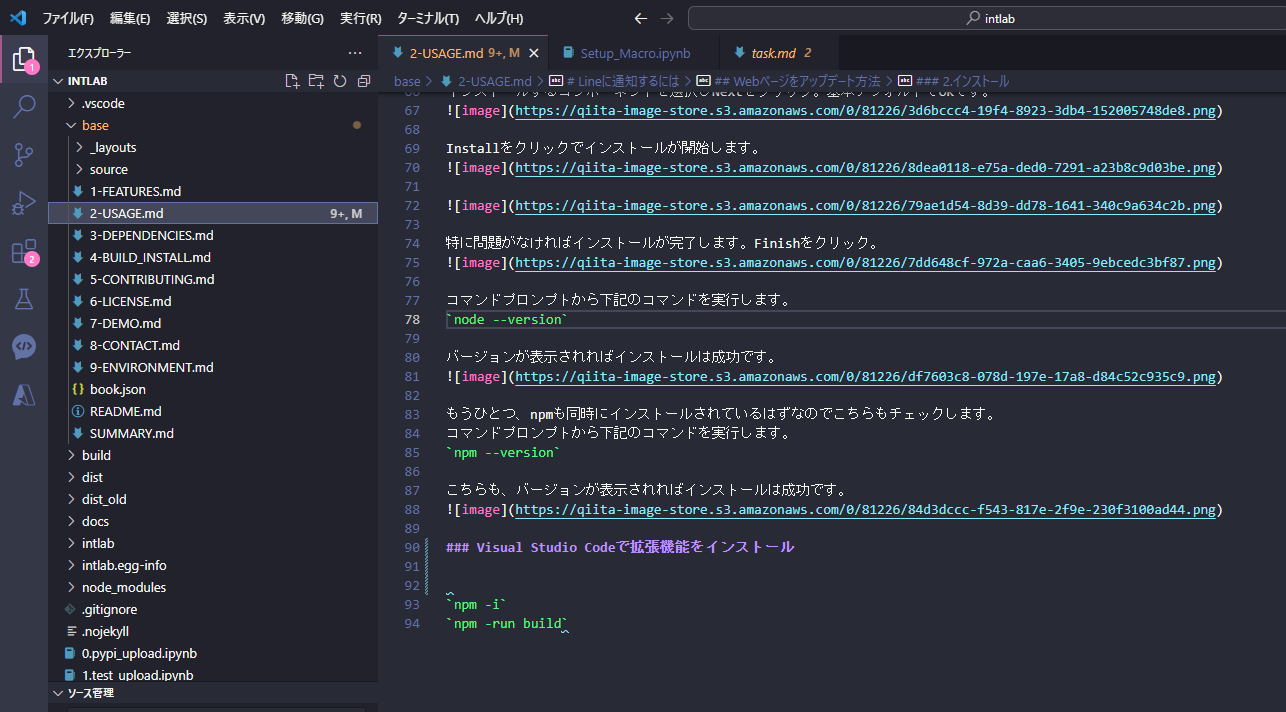 ファイル(F) 編集(E) 選択(S) 表示(V) 移動(G) 実行(R) ターミナル(T) ヘルプ(H)
intlab
エクスプローラー
INTLAB
.vscode
base
_layouts
source
1-FEATURES.md
2-USAGE.md 9+, M
3-DEPENDENCIES.md
4-BUILD_INSTALL.md
5-CONTRIBUTING.md
6-LICENSE.md
7-DEMO.md
8-CONTACT.md
9-ENVIRONMENT.md
book.json
README.md
SUMMARY.md
build
dist
dist_old
docs
intlab
intlab.egg-info
node_modules
.gitignore
.nojekyll
0.pypi_upload.ipynb
1.test_upload.ipynb
ソース管理
1
2
2-USAGE.md 9+, M
Setup_Macro.ipynb
task.md 2
base > 2-USAGE.md > # Lineに通知するには > ## Webページをアップデート方法 > ### 2.インストール
67 ![image](https://qiita-image-store.s3.amazonaws.com/0/81226/3d6bccc4-19f4-8923-3db4-152005748de8.png)
68
69 Installをクリックでインストールが開始します。
70 ![image](https://qiita-image-store.s3.amazonaws.com/0/81226/8dea0118-e75a-ded0-7291-a23b8c9d03be.png)
71
72 ![image](https://qiita-image-store.s3.amazonaws.com/0/81226/79ae1d54-8d39-dd78-1641-340c9a634c2b.png)
73
74 特に問題がなければインストールが完了します。Finishをクリック。
75 ![image](https://qiita-image-store.s3.amazonaws.com/0/81226/7dd648cf-972a-caa6-3405-9ebcedc3bf87.png)
76
77 コマンドプロンプトから下記のコマンドを実行します。
78 `node --version`
79
80 バージョンが表示されればインストールは成功です。
81 ![image](https://qiita-image-store.s3.amazonaws.com/0/81226/df7603c8-078d-197e-17a8-d84c52c935c9.png)
82
83 もうひとつ、npmも同時にインストールされているはずなのでこちらもチェックします。
84 コマンドプロンプトから下記のコマンドを実行します。
85 `npm --version`
86
87 こちらも、バージョンが表示されればインストールは成功です。
88 ![image](https://qiita-image-store.s3.amazonaws.com/0/81226/84d3dccc-f543-817e-2f9e-230f3100ad44.png)
89
90 ### Visual Studio Codeで拡張機能をインストール
91
92
93 `npm -i`
94 `npm -run build`